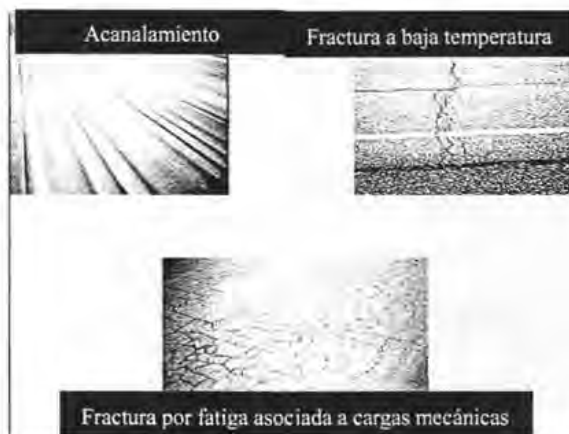 Acanalamiento
Fractura a baja temperatura
Fractura por fatiga asociada a cargas mecánicas